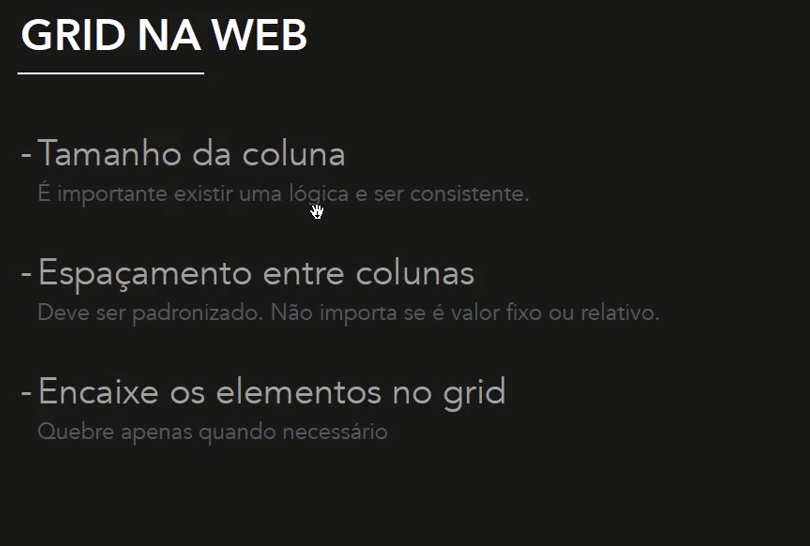 GRID NA WEB
- Tamanho da coluna
É importante existir uma lógica e ser consistente.
- Espaçamento entre colunas
Deve ser padronizado. Não importa se é valor fixo ou relativo.
- Encaixe os elementos no grid
Quebre apenas quando necessário